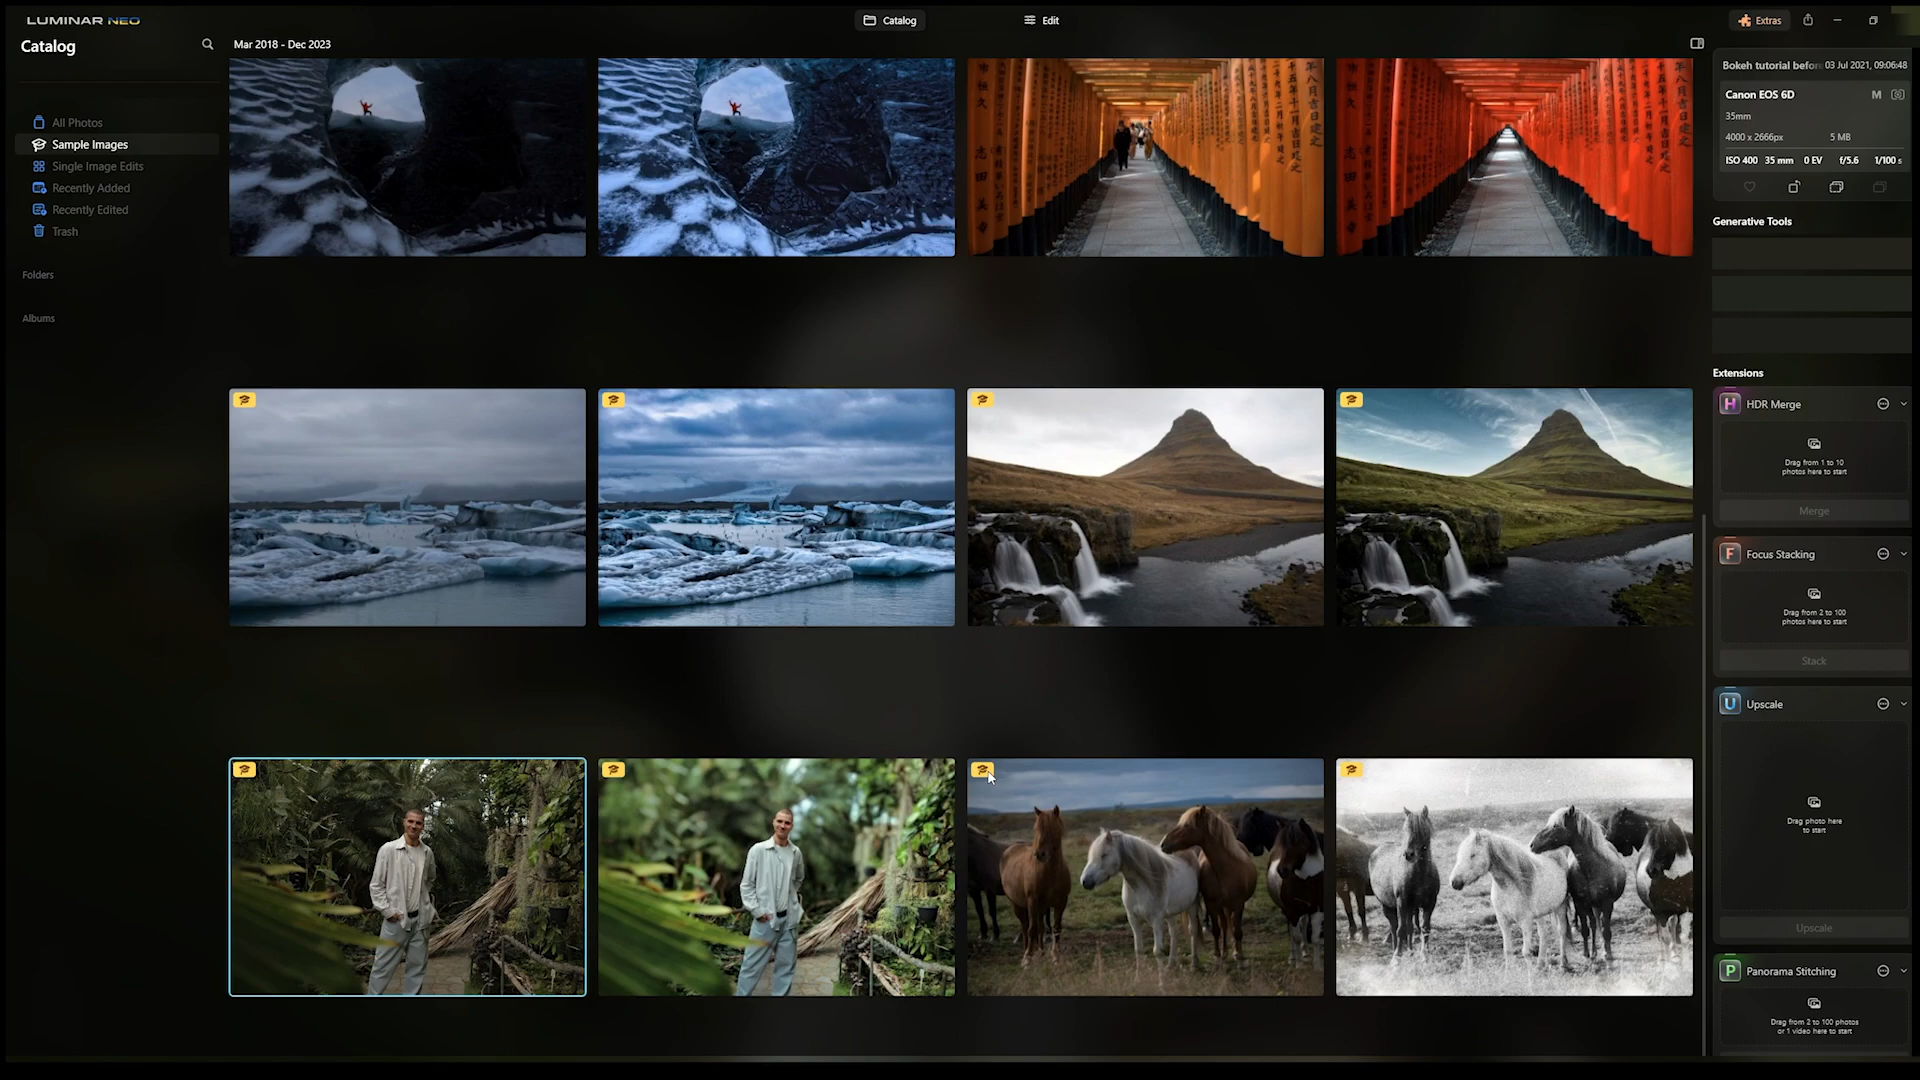 LUMINAR NEO
Catalog
Edit
Extras
Catalog
Mar 2018 - Dec 2023
All Photos
Sample Images
Single Image Edits
Recently Added
Recently Edited
Trash
Folders
Albums
Bokeh tutorial befor 03 Jul 2021, 09:06:48
Canon EOS 6D M
35mm
4000 x 2666px 5 MB
ISO 400 35 mm 0 EV f/5.6 1/100 s
Generative Tools
Extensions
H HDR Merge
Drag from 1 to 10
photos here to start
Merge
F Focus Stacking
Drag from 2 to 100
photos here to start
Stack
U Upscale
Drag photo here
to start
Upscale
P Panorama Stitching
Drag from 2 to 100 photos
or 1 video here to start